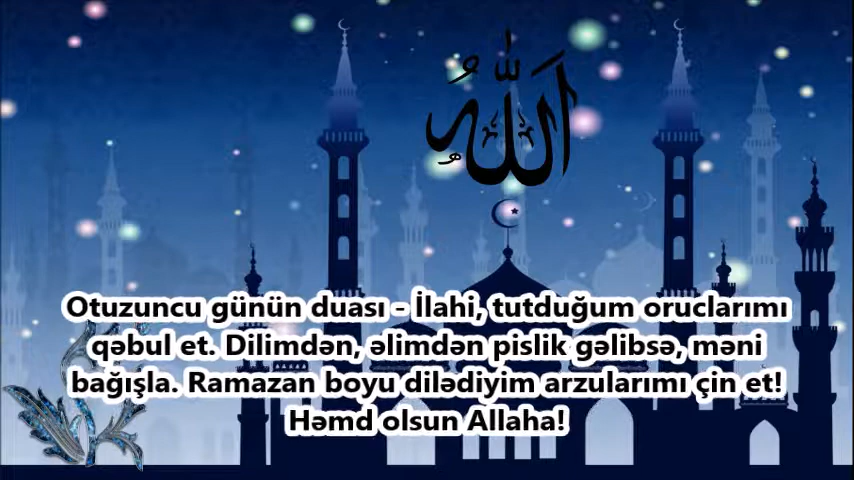 الله
Otuzuncu günün duası - İlahi, tutduğum oruclarımı
qəbul et. Dilimdən, əlimdən pislik gəlibsə, məni
bağışla. Ramazan boyu dilədiyim arzularımı çin et!
Həmd olsun Allaha!